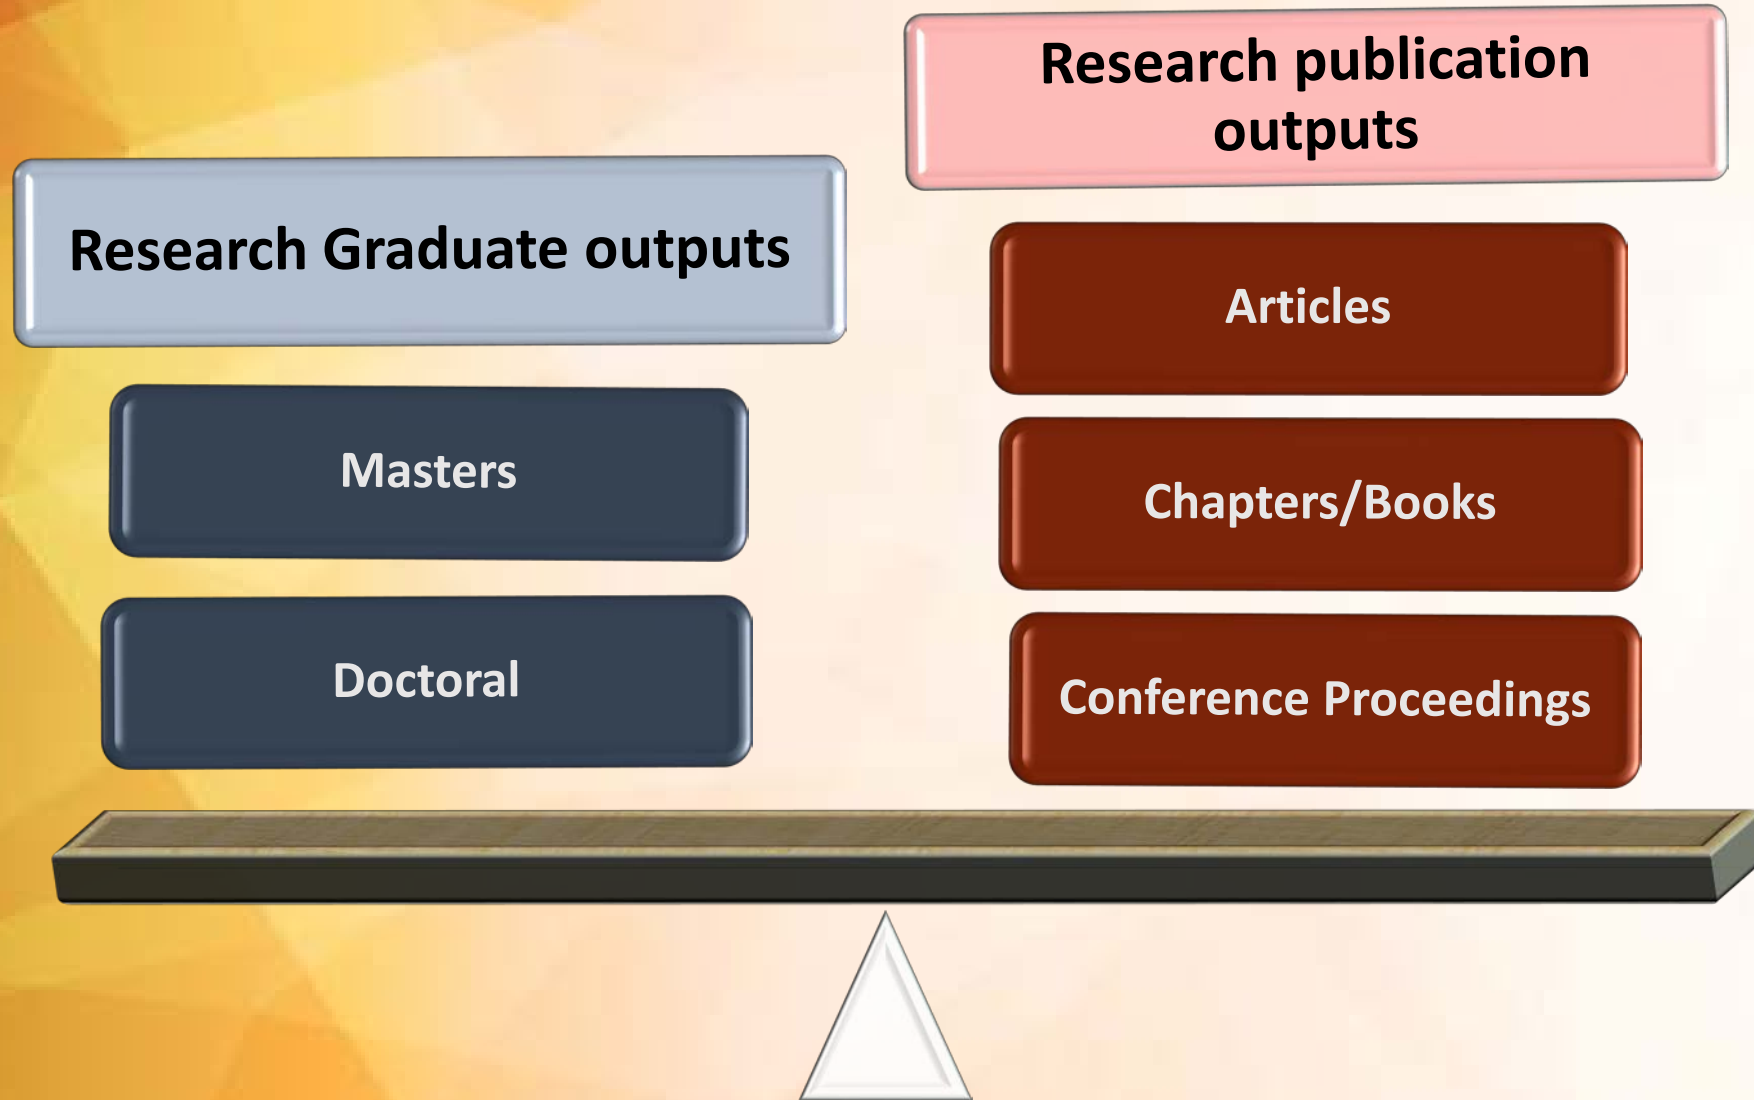 Research Graduate outputs
Masters
Doctoral
Research publication
outputs
Articles
Chapters/Books
Conference Proceedings